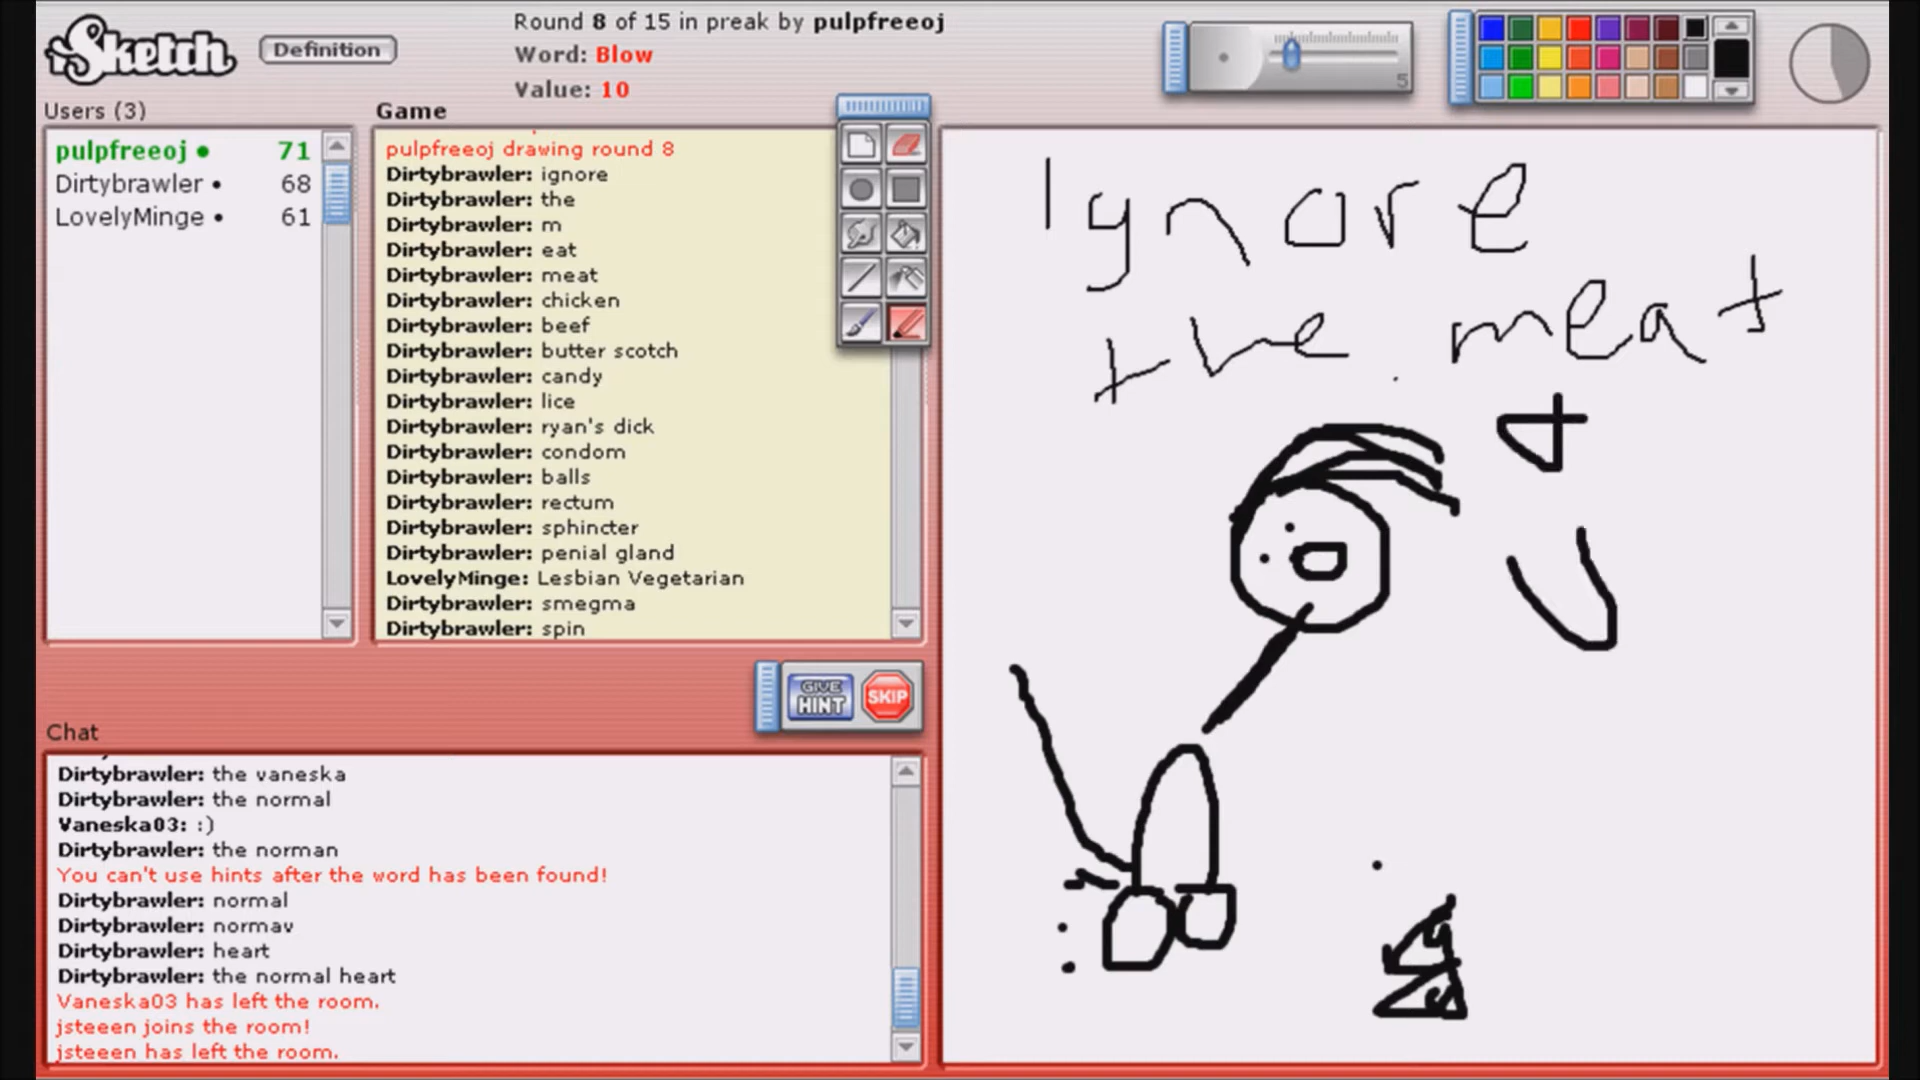 iSketch
Definition
Round 8 of 15 in preak by pulpfreeoj
Word: Blow
Value: 10
5
Users (3)
pulpfreeoj • 71
Dirtybrawler • 68
LovelyMinge • 61
Game
pulpfreeoj drawing round 8
Dirtybrawler: ignore
Dirtybrawler: the
Dirtybrawler: m
Dirtybrawler: eat
Dirtybrawler: meat
Dirtybrawler: chicken
Dirtybrawler: beef
Dirtybrawler: butter scotch
Dirtybrawler: candy
Dirtybrawler: lice
Dirtybrawler: ryan's dick
Dirtybrawler: condom
Dirtybrawler: balls
Dirtybrawler: rectum
Dirtybrawler: sphincter
Dirtybrawler: penial gland
LovelyMinge: Lesbian Vegetarian
Dirtybrawler: smegma
Dirtybrawler: spin
GIVE
HINT
SKIP
Chat
Dirtybrawler: the vaneska
Dirtybrawler: the normal
Vaneska03: :)
Dirtybrawler: the norman
You can't use hints after the word has been found!
Dirtybrawler: normal
Dirtybrawler: normav
Dirtybrawler: heart
Dirtybrawler: the normal heart
Vaneska03 has left the room.
jsteeen joins the room!
jsteeen has left the room.
Ignore
the meat